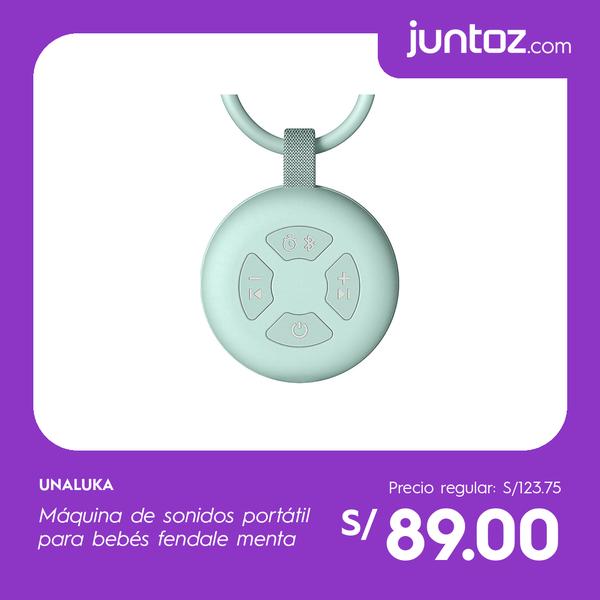 juntoz.com
UNALUKA
Máquina de sonidos portátil
para bebés fendale menta
Precio regular: S/123.75
S/89.00